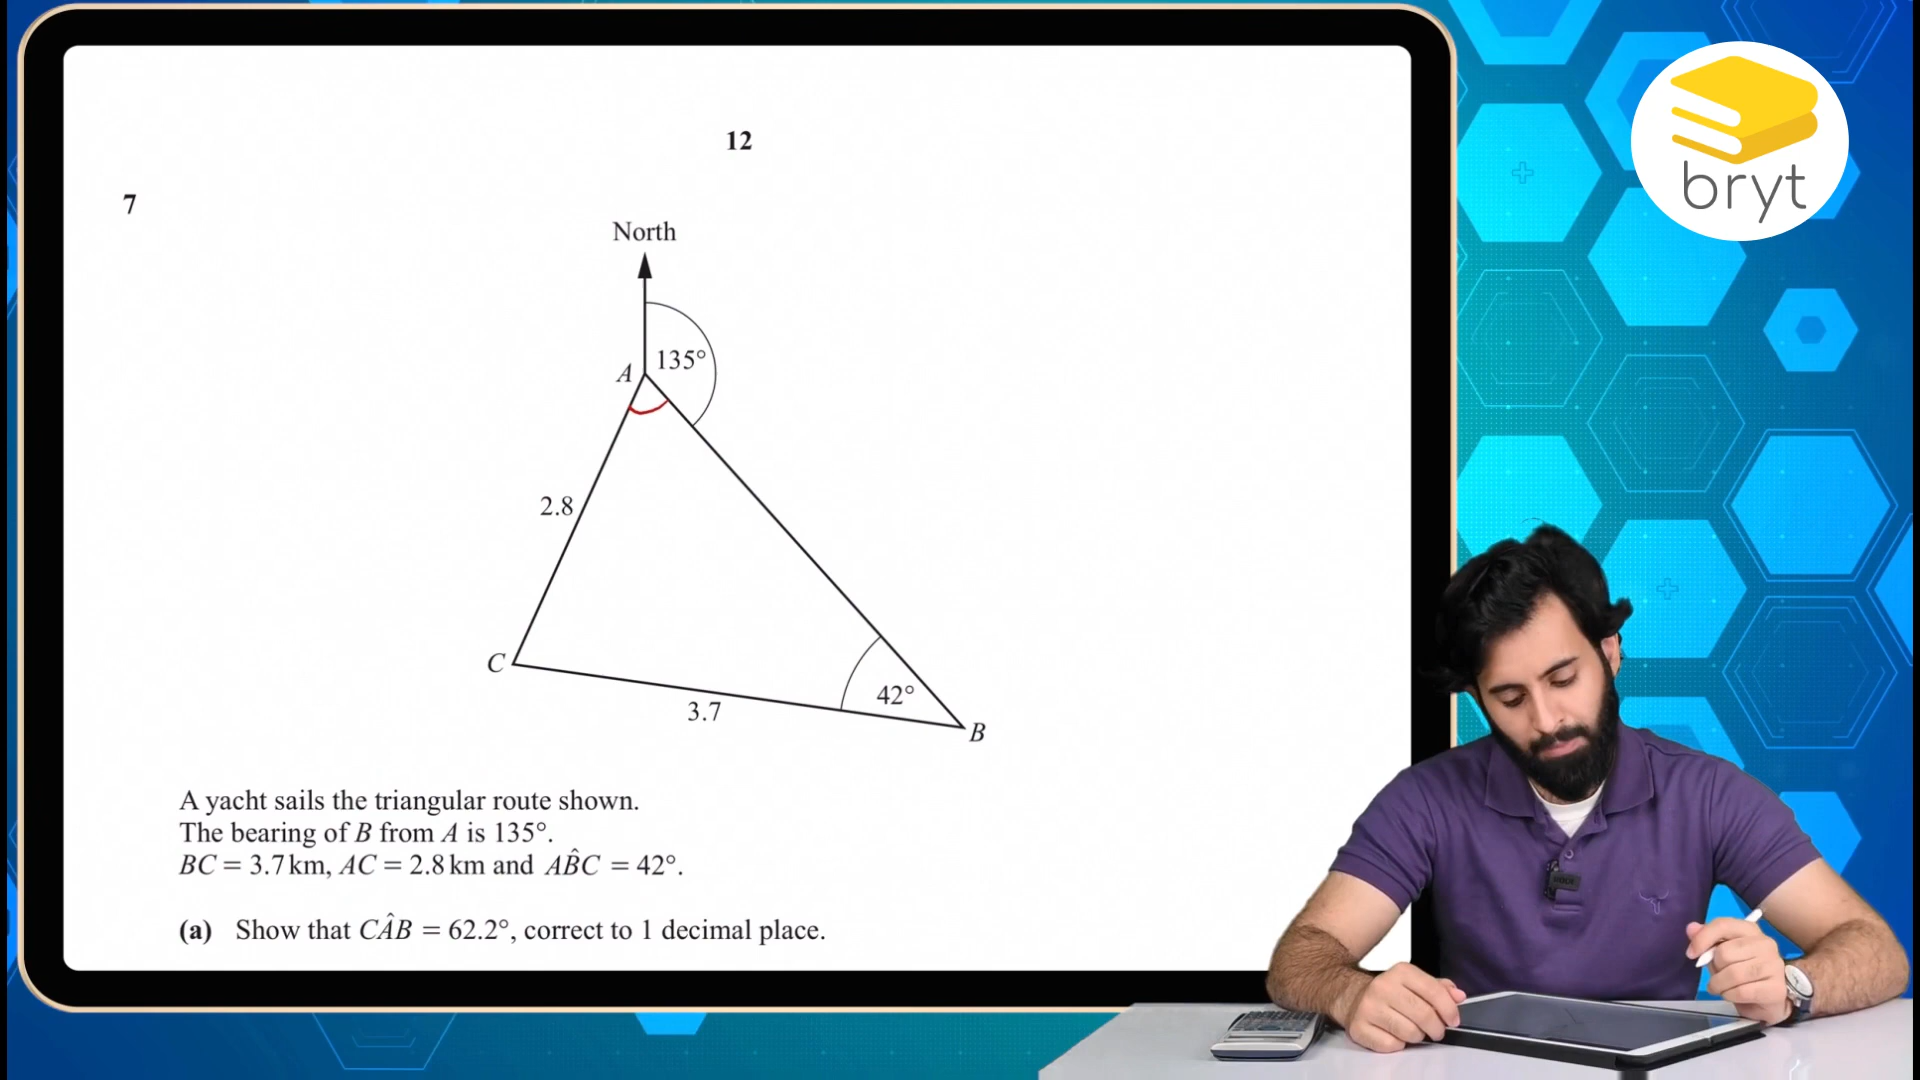 12
7
North
A
135°
2.8
C
42°
3.7
B
A yacht sails the triangular route shown.
The bearing of B from A is 135°.
BC = 3.7 km, AC = 2.8 km and AB̂C = 42°.
(a) Show that CÂB = 62.2°, correct to 1 decimal place.
bryt